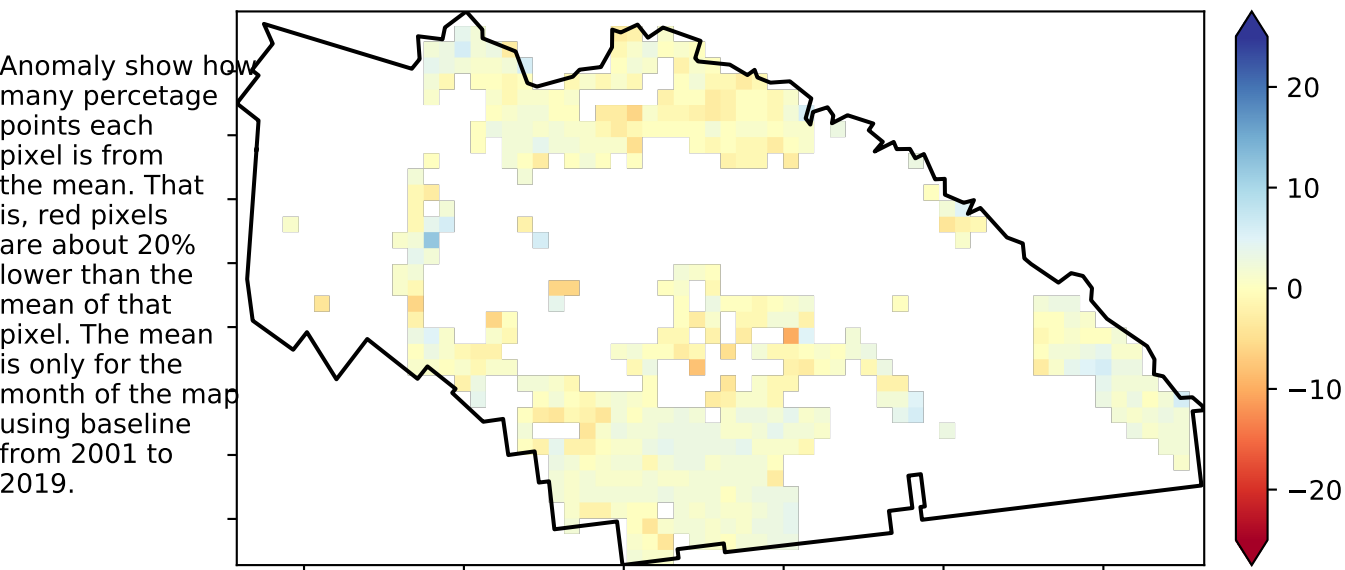 Anomaly show how
many percetage
points each
pixel is from
the mean. That
is, red pixels
are about 20%
lower than the
mean of that
pixel. The mean
is only for the
month of the map
using baseline
from 2001 to
2019.
20
10
0
−10
−20